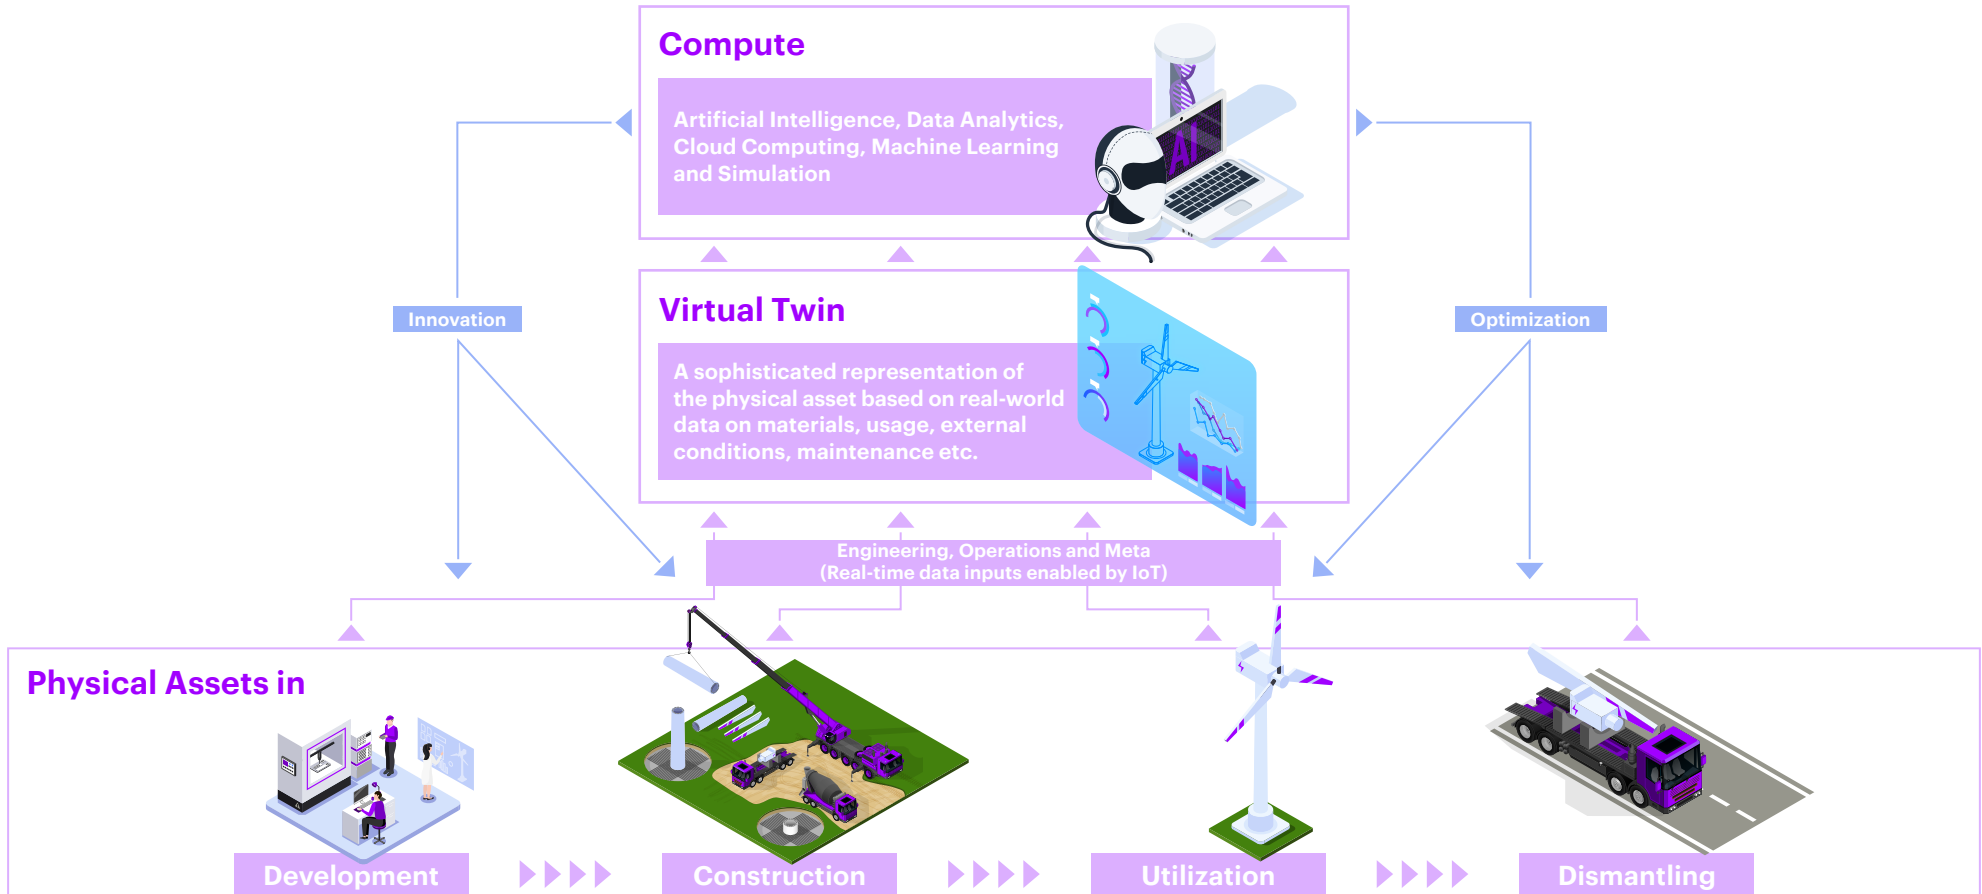 Compute
Artificial Intelligence, Data Analytics,
Cloud Computing, Machine Learning
and Simulation
AI
Virtual Twin
A sophisticated representation of
the physical asset based on real-world
data on materials, usage, external
conditions, maintenance etc.
Innovation
Optimization
Engineering, Operations and Meta
(Real-time data inputs enabled by IoT)
Physical Assets in
Development
Construction
Utilization
Dismantling